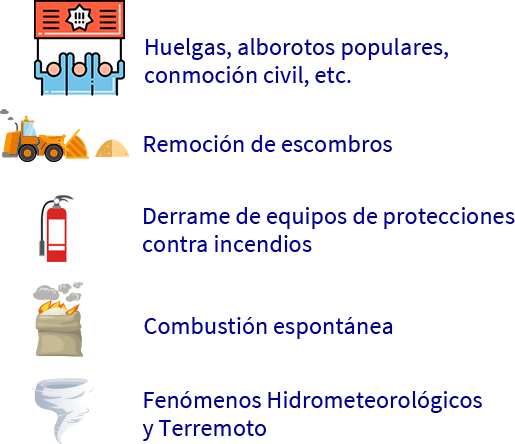 !!!
Huelgas, alborotos populares,
conmoción civil, etc.
Remoción de escombros
Derrame de equipos de protecciones
contra incendios
Combustión espontánea
Fenómenos Hidrometeorológicos
y Terremoto